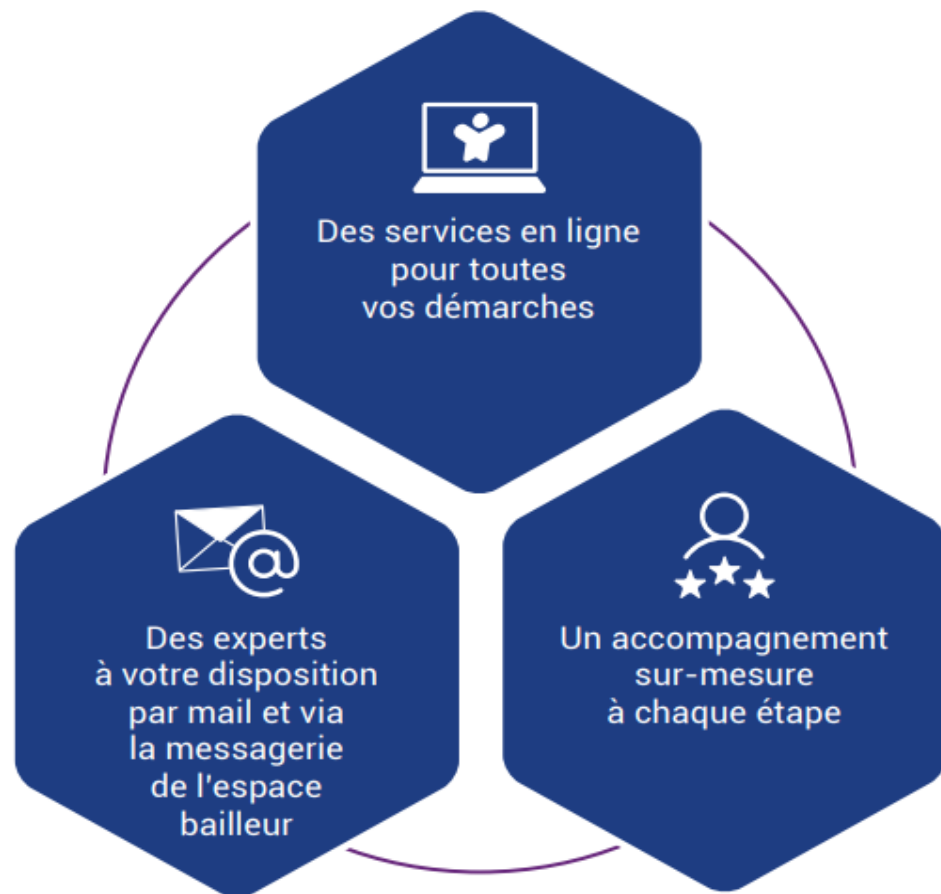 Des services en ligne
pour toutes
vos démarches
Des experts
à votre disposition
par mail et via
la messagerie
de l'espace
bailleur
Un accompagnement
sur-mesure
à chaque étape